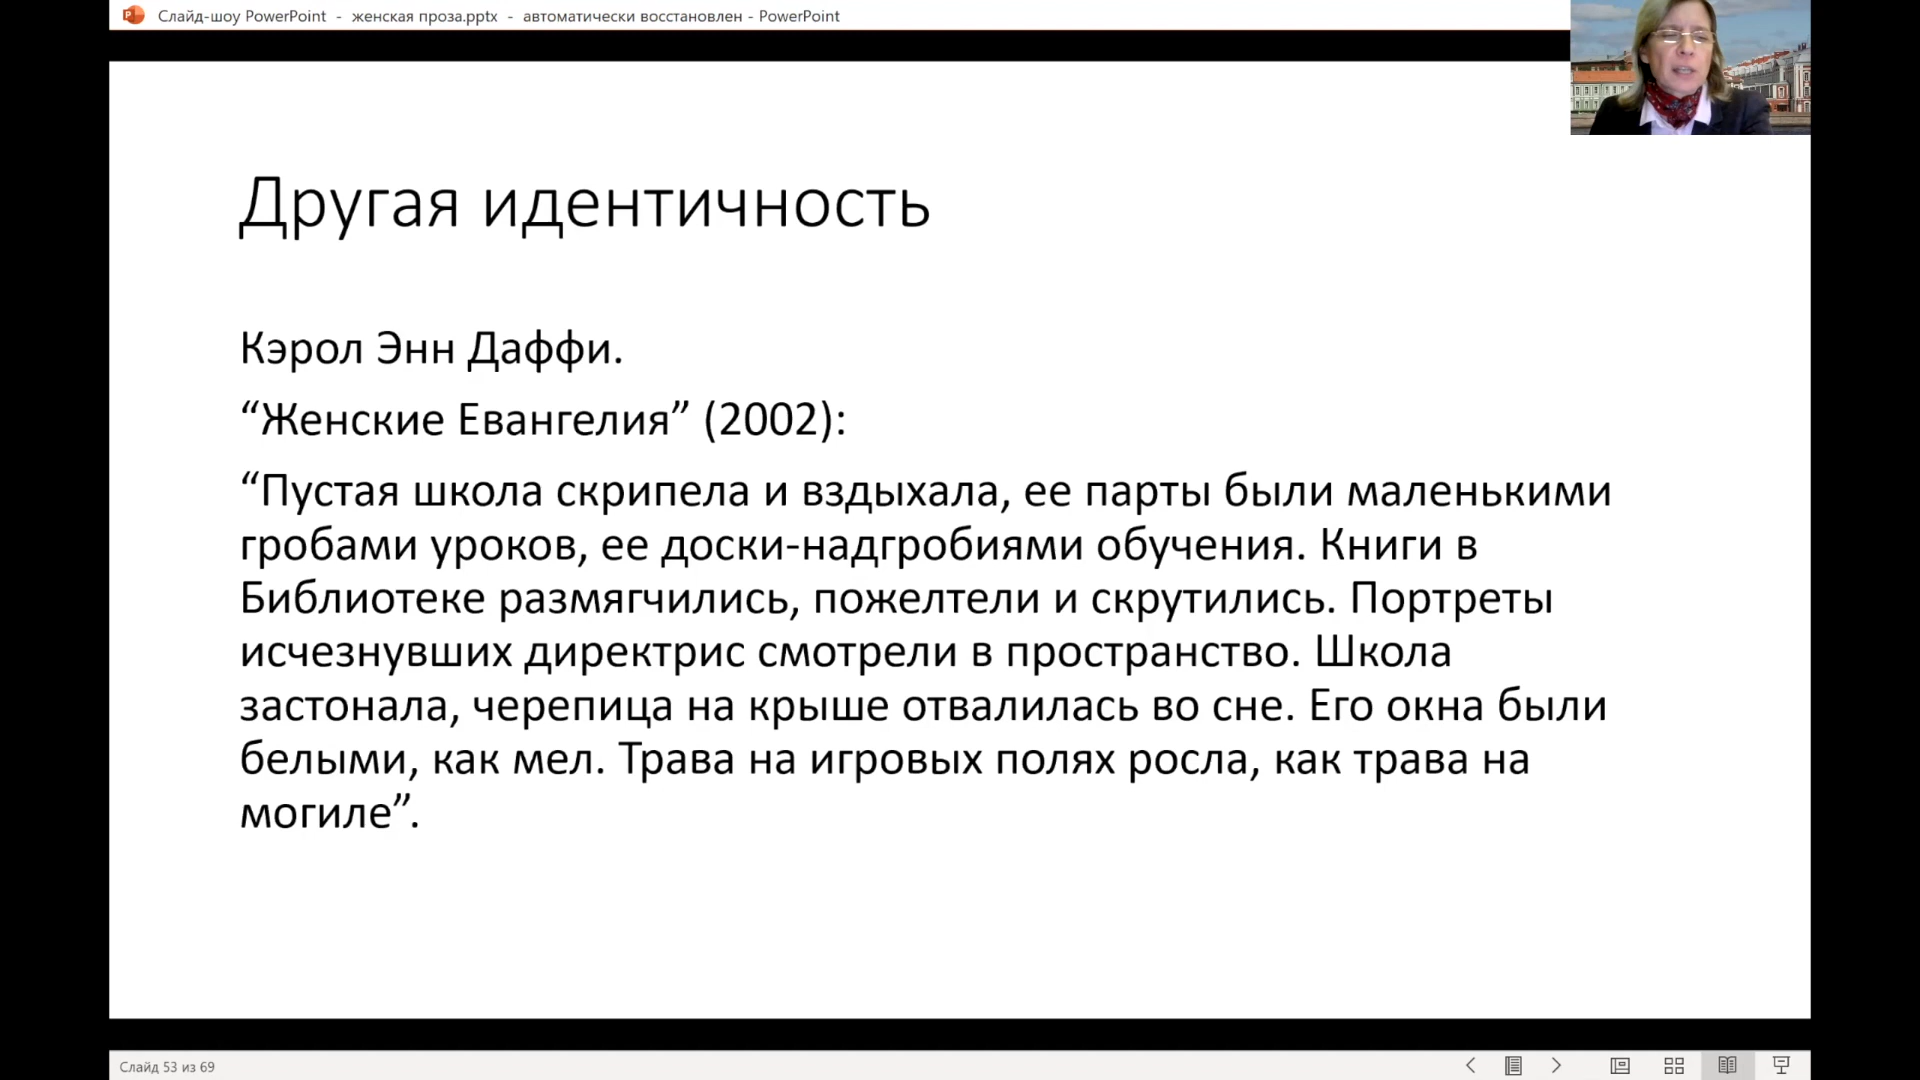 Слайд-шоу PowerPoint - женская проза.pptx - автоматически восстановлен - PowerPoint
Другая идентичность
Кэрол Энн Даффи.
“Женские Евангелия” (2002):
“Пустая школа скрипела и вздыхала, ее парты были маленькими
гробами уроков, ее доски-надгробиями обучения. Книги в
Библиотеке размягчились, пожелтели и скрутились. Портреты
исчезнувших директрис смотрели в пространство. Школа
застонала, черепица на крыше отвалилась во сне. Его окна были
белыми, как мел. Трава на игровых полях росла, как трава на
могиле”.
Слайд 53 из 69